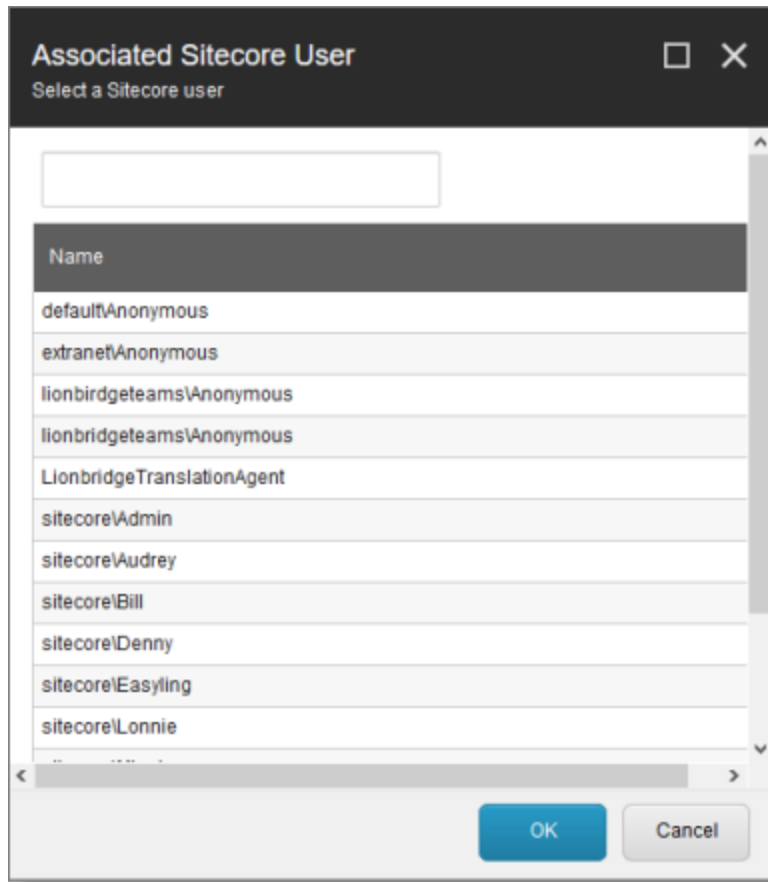 Associated Sitecore User
Select a Sitecore user
Name
default\Anonymous
extranet\Anonymous
lionbirdgeteams\Anonymous
lionbridgeteams\Anonymous
LionbridgeTranslationAgent
sitecore\Admin
sitecore\Audrey
sitecore\Bill
sitecore\Denny
sitecore\Easyling
sitecore\Lonnie
OK
Cancel